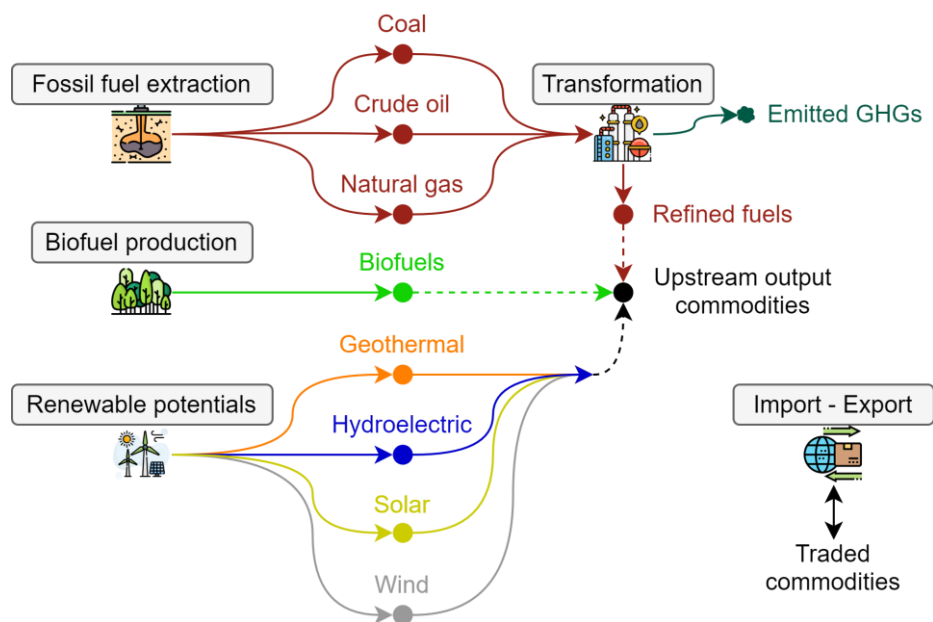 Coal
Fossil fuel extraction
Transformation
Crude oil
Emitted GHGs
Natural gas
Refined fuels
Biofuel production
Biofuels
Upstream output
commodities
Geothermal
Renewable potentials
Import - Export
Hydroelectric
Solar
Traded
commodities
Wind